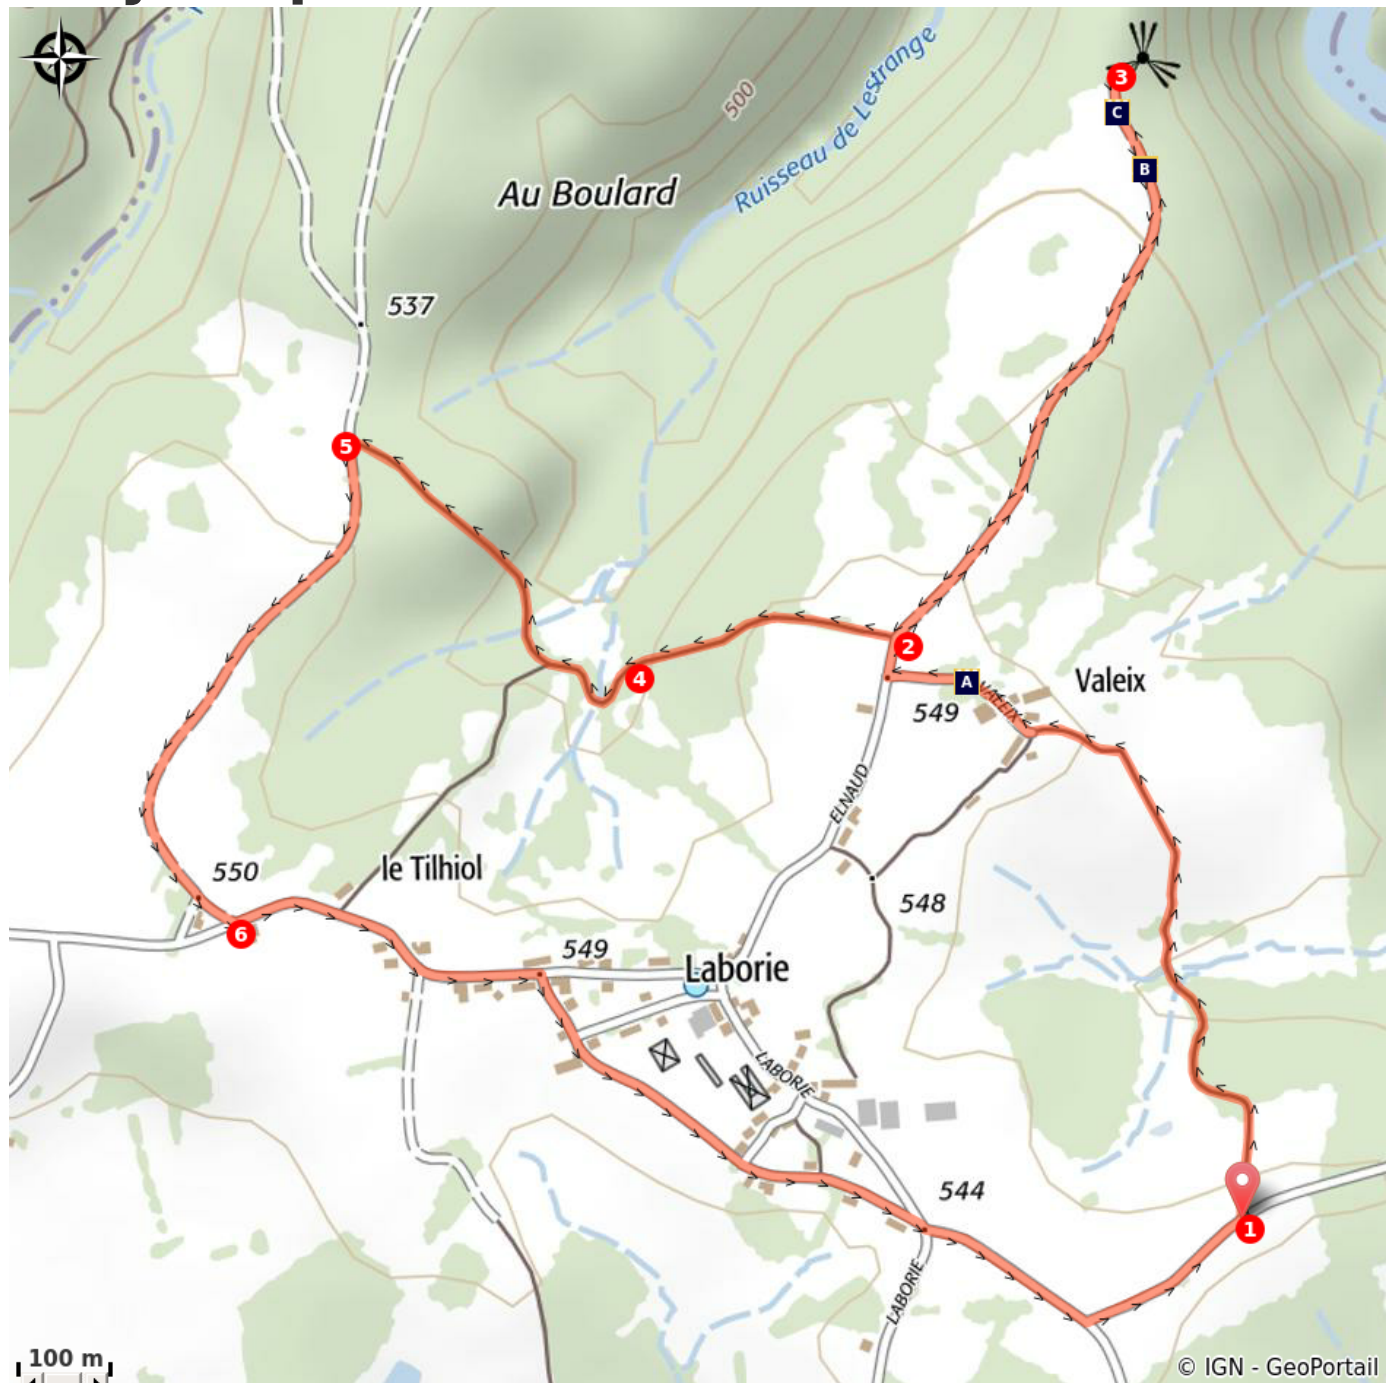 3
C
B
500
Ruisseau de Lestrange
Au Boulard
537
5
2
4
A
VALEIX
Valeix
549
ELNAUD
550
le Tilhiol
548
6
549
Laborie
LABORIE
544
1
LABORIE
100 m
© IGN - GeoPortail